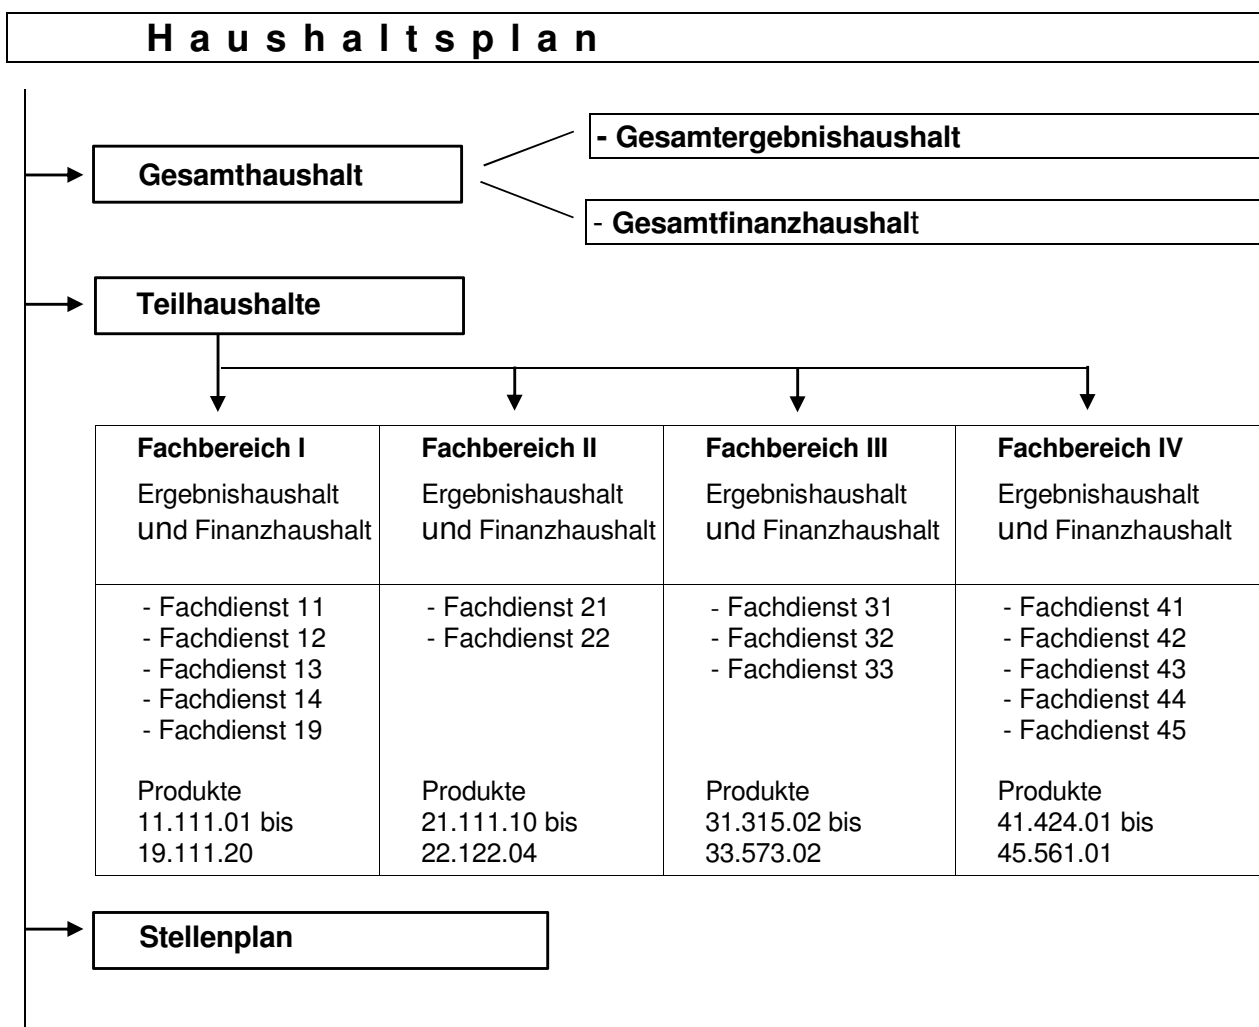 Haushaltsplan
- Gesamtergebnishaushalt
Gesamthaushalt
- Gesamtfinanzhaushalt
Teilhaushalte
Fachbereich I
Ergebnishaushalt
und Finanzhaushalt
- Fachdienst 11
- Fachdienst 12
- Fachdienst 13
- Fachdienst 14
- Fachdienst 19
Produkte
11.111.01 bis
19.111.20
Fachbereich II
Ergebnishaushalt
und Finanzhaushalt
- Fachdienst 21
- Fachdienst 22
Produkte
21.111.10 bis
22.122.04
Fachbereich III
Ergebnishaushalt
und Finanzhaushalt
- Fachdienst 31
- Fachdienst 32
- Fachdienst 33
Produkte
31.315.02 bis
33.573.02
Fachbereich IV
Ergebnishaushalt
und Finanzhaushalt
- Fachdienst 41
- Fachdienst 42
- Fachdienst 43
- Fachdienst 44
- Fachdienst 45
Produkte
41.424.01 bis
45.561.01
Stellenplan